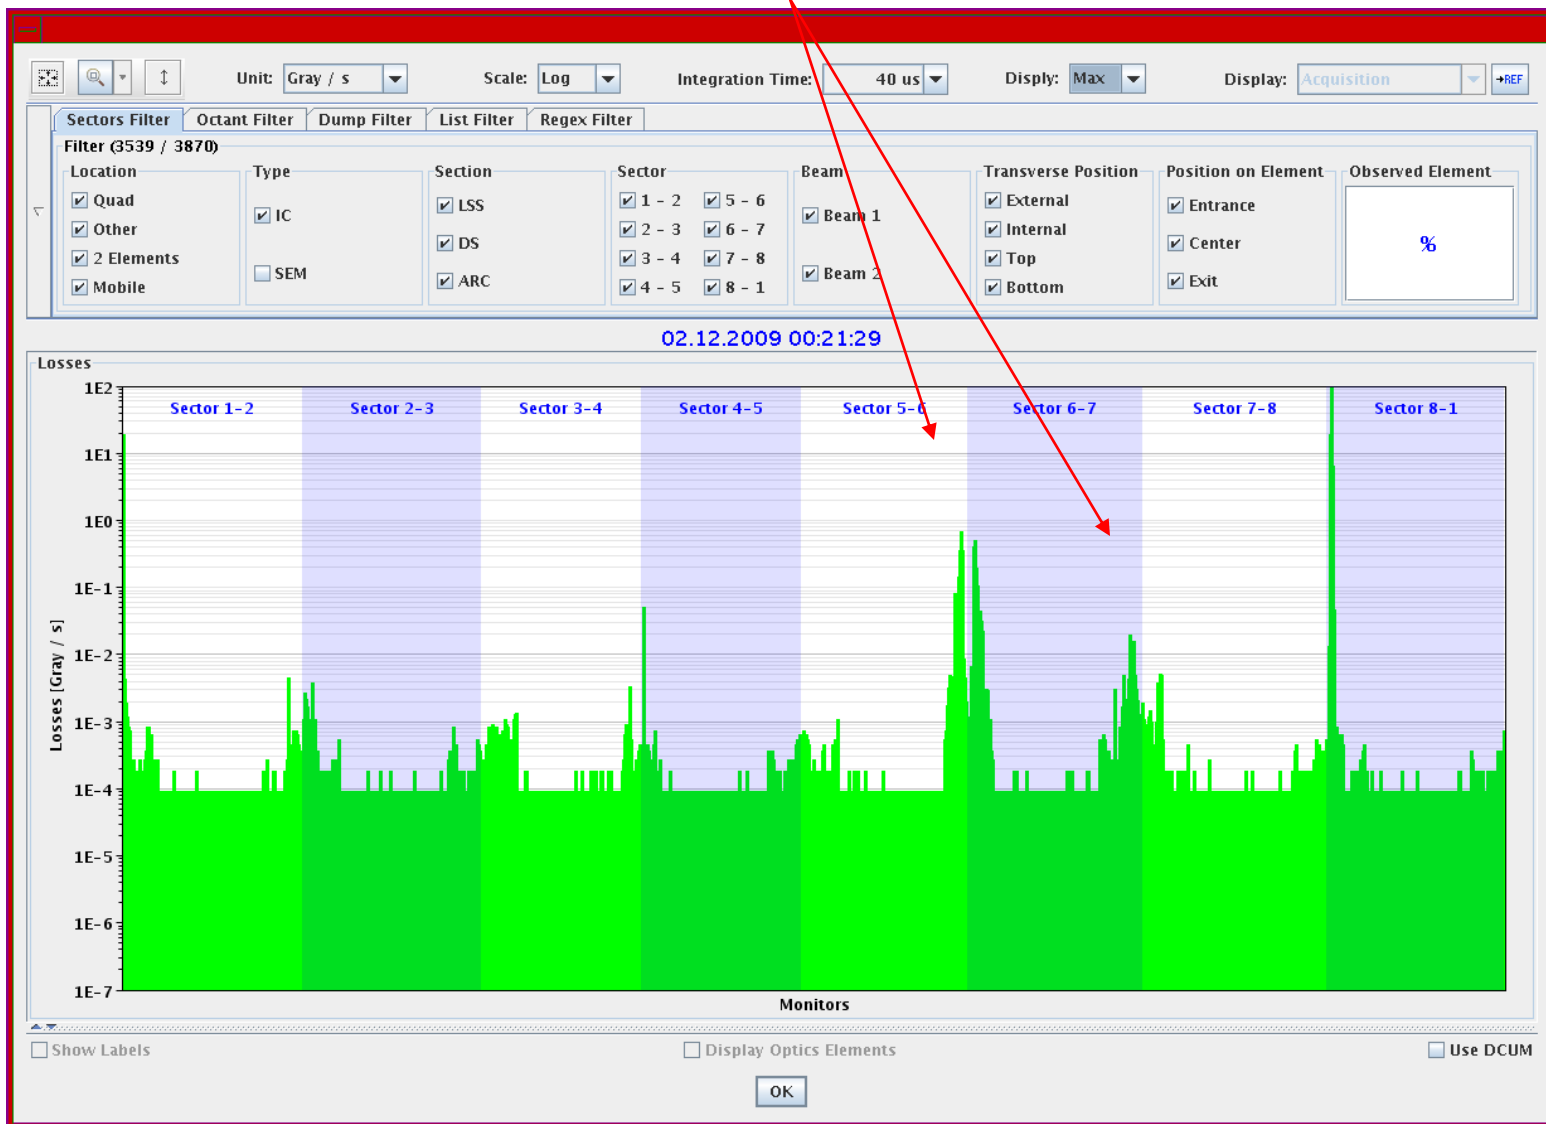 Unit: Gray / s Scale: Log Integration Time: 40 us Disply: Max Display: Acquisition →REF
Sectors Filter Octant Filter Dump Filter List Filter Regex Filter
Filter (3539 / 3870)
Location Type Section Sector Beam Transverse Position Position on Element Observed Element
Quad IC LSS 1 - 2 5 - 6 Beam 1 External Entrance %
Other 2 - 3 6 - 7 Internal
2 Elements SEM DS 3 - 4 7 - 8 Beam 2 Top Center
Mobile ARC 4 - 5 8 - 1 Bottom Exit
02.12.2009 00:21:29
Losses
1E2
Sector 1-2 Sector 2-3 Sector 3-4 Sector 4-5 Sector 5-6 Sector 6-7 Sector 7-8 Sector 8-1
1E1
1E0
1E-1
1E-2
1E-3
1E-4
1E-5
1E-6
1E-7
Losses [Gray / s]
Monitors
Show Labels Display Optics Elements Use DCUM
OK